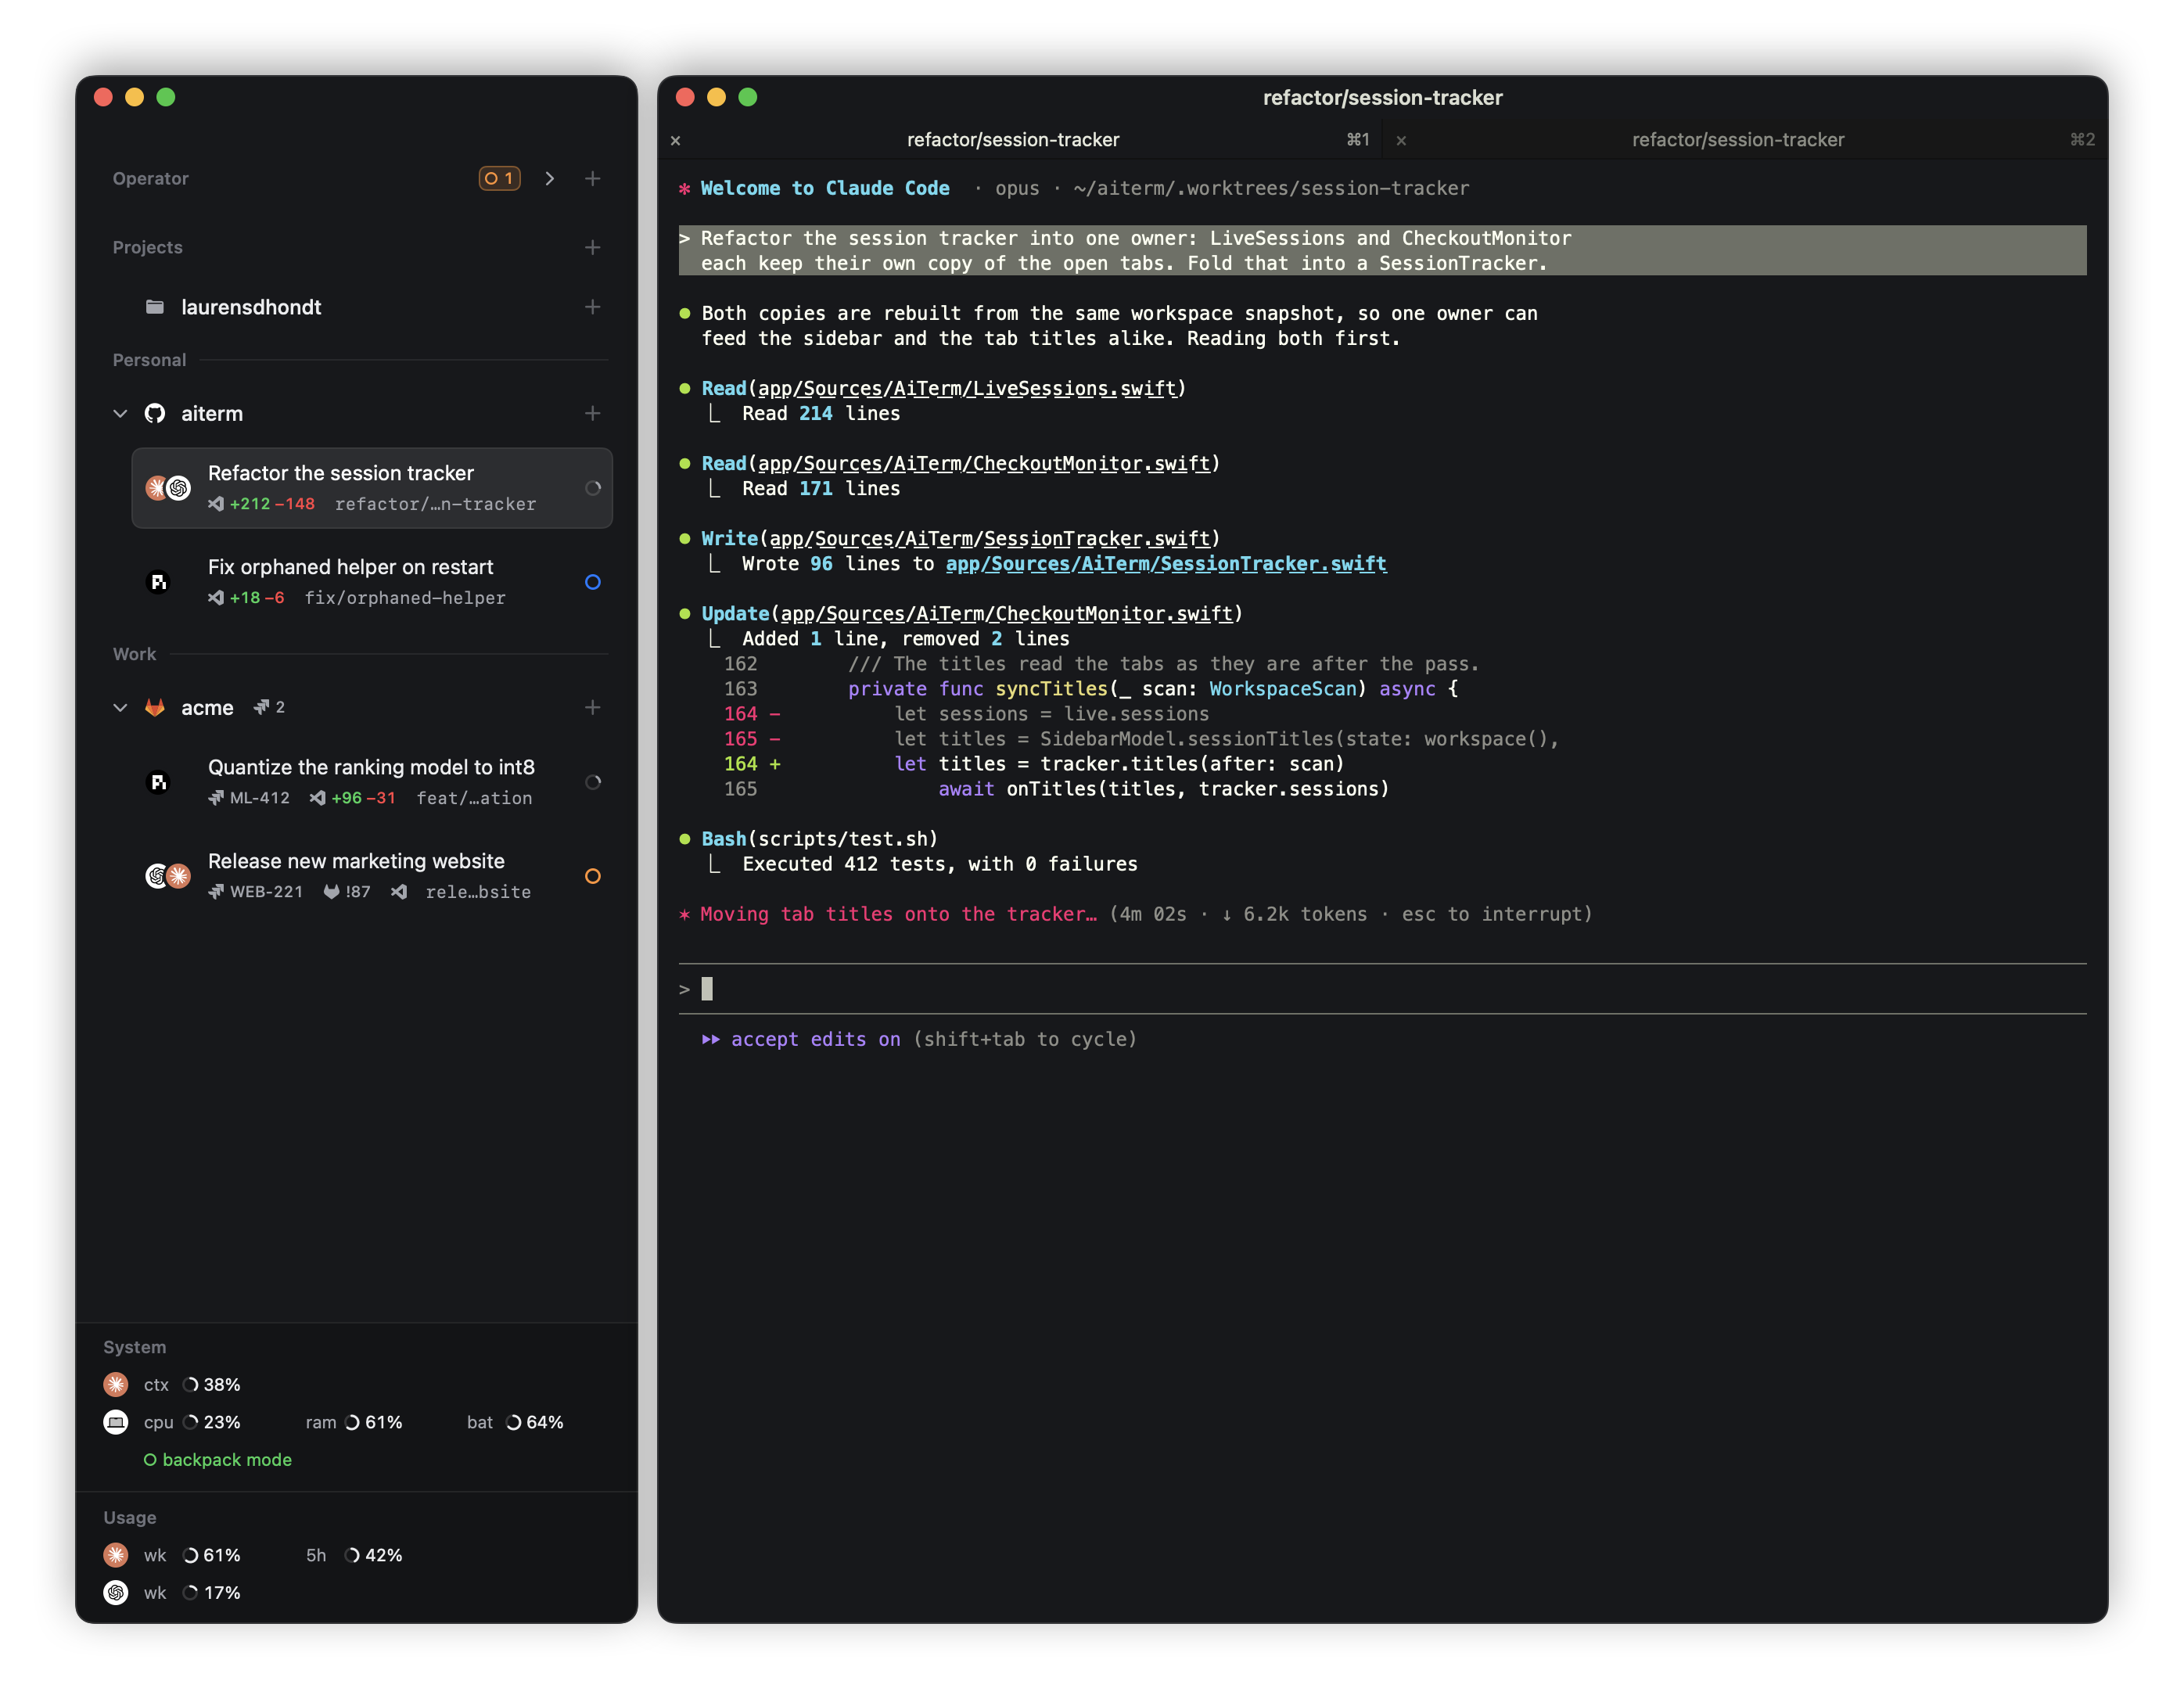 Operator
1
Projects
laurensdhondt
Personal
aiterm
Refactor the session tracker
+212 −148 refactor/…n-tracker
Fix orphaned helper on restart
+18 −6 fix/orphaned-helper
Work
acme 2
Quantize the ranking model to int8
ML-412 +96 −31 feat/…ation
Release new marketing website
WEB-221 !87 rele…bsite
System
ctx 38%
cpu 23% ram 61% bat 64%
backpack mode
Usage
wk 61% 5h 42%
wk 17%
refactor/session-tracker
× refactor/session-tracker ⌘1 × refactor/session-tracker ⌘2
✻ Welcome to Claude Code · opus · ~/aiterm/.worktrees/session-tracker
> Refactor the session tracker into one owner: LiveSessions and CheckoutMonitor
each keep their own copy of the open tabs. Fold that into a SessionTracker.
● Both copies are rebuilt from the same workspace snapshot, so one owner can
feed the sidebar and the tab titles alike. Reading both first.
● Read(app/Sources/AiTerm/LiveSessions.swift)
⎿ Read 214 lines
● Read(app/Sources/AiTerm/CheckoutMonitor.swift)
⎿ Read 171 lines
● Write(app/Sources/AiTerm/SessionTracker.swift)
⎿ Wrote 96 lines to app/Sources/AiTerm/SessionTracker.swift
● Update(app/Sources/AiTerm/CheckoutMonitor.swift)
⎿ Added 1 line, removed 2 lines
162 /// The titles read the tabs as they are after the pass.
163 private func syncTitles(_ scan: WorkspaceScan) async {
164 - let sessions = live.sessions
165 - let titles = SidebarModel.sessionTitles(state: workspace(),
164 + let titles = tracker.titles(after: scan)
165 await onTitles(titles, tracker.sessions)
● Bash(scripts/test.sh)
⎿ Executed 412 tests, with 0 failures
✶ Moving tab titles onto the tracker… (4m 02s · ↓ 6.2k tokens · esc to interrupt)
>
⏵⏵ accept edits on (shift+tab to cycle)